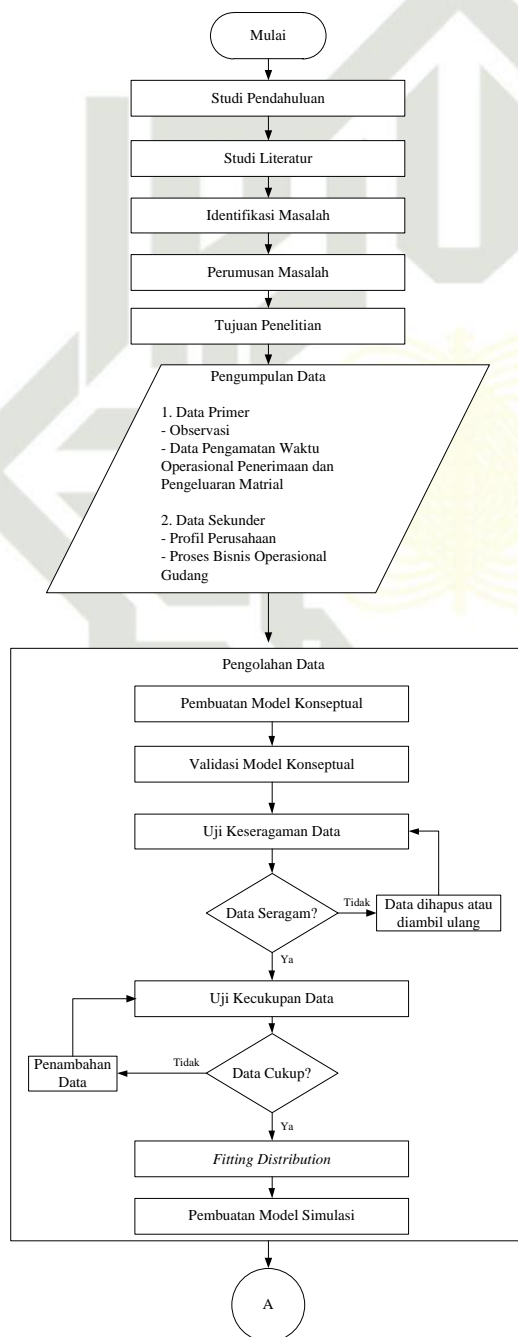 Mulai
Studi Pendahuluan
Studi Literatur
Identifikasi Masalah
Perumusan Masalah
Tujuan Penelitian
Pengumpulan Data
1. Data Primer
- Observasi
- Data Pengamatan Waktu
Operasional Penerimaan dan
Pengeluaran Matrial
2. Data Sekunder
- Profil Perusahaan
- Proses Bisnis Operasional
Gudang
Pengolahan Data
Pembuatan Model Konseptual
Validasi Model Konseptual
Uji Keseragaman Data
Data Seragam?
Tidak
Data dihapus atau
diambil ulang
Ya
Uji Kecukupan Data
Data Cukup?
Tidak
Penambahan
Data
Ya
Fitting Distribution
Pembuatan Model Simulasi
A